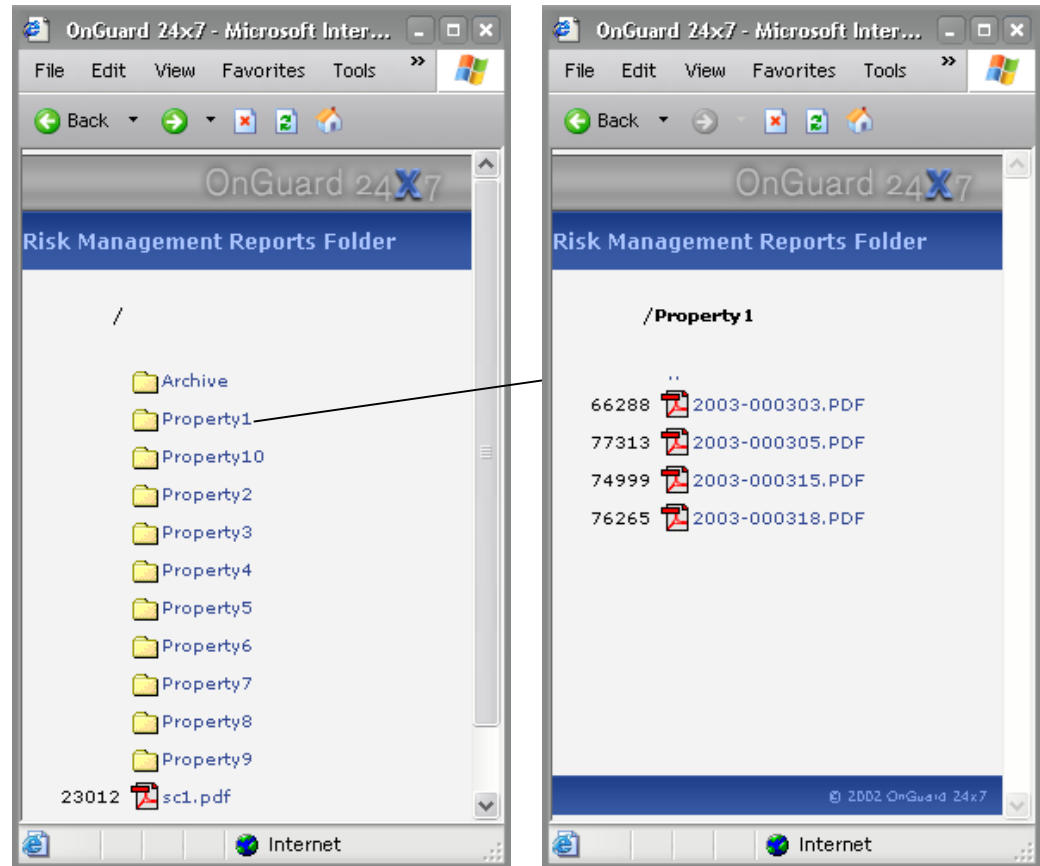 OnGuard 24x7 - Microsoft Inter...
File Edit View Favorites Tools »
Back
OnGuard 24X7
Risk Management Reports Folder
/
Archive
Property1
Property10
Property2
Property3
Property4
Property5
Property6
Property7
Property8
Property9
23012 sc1.pdf
Internet
OnGuard 24x7 - Microsoft Inter...
File Edit View Favorites Tools »
Back
OnGuard 24X7
Risk Management Reports Folder
/Property1
..
66288 2003-000303.PDF
77313 2003-000305.PDF
74999 2003-000315.PDF
76265 2003-000318.PDF
© 2002 OnGuard 24x7
Internet